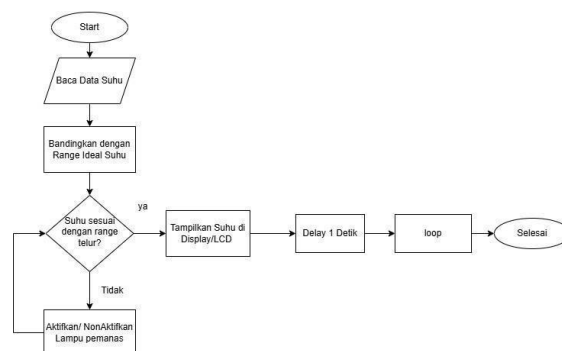 Start
Baca Data Suhu
Bandingkan dengan
Range Ideal Suhu
Suhu sesuai
dengan range
telur?
ya
Tampilkan Suhu di
Display/LCD
Delay 1 Detik
loop
Selesai
Tidak
Aktifkan/ NonAktifkan
Lampu pemanas